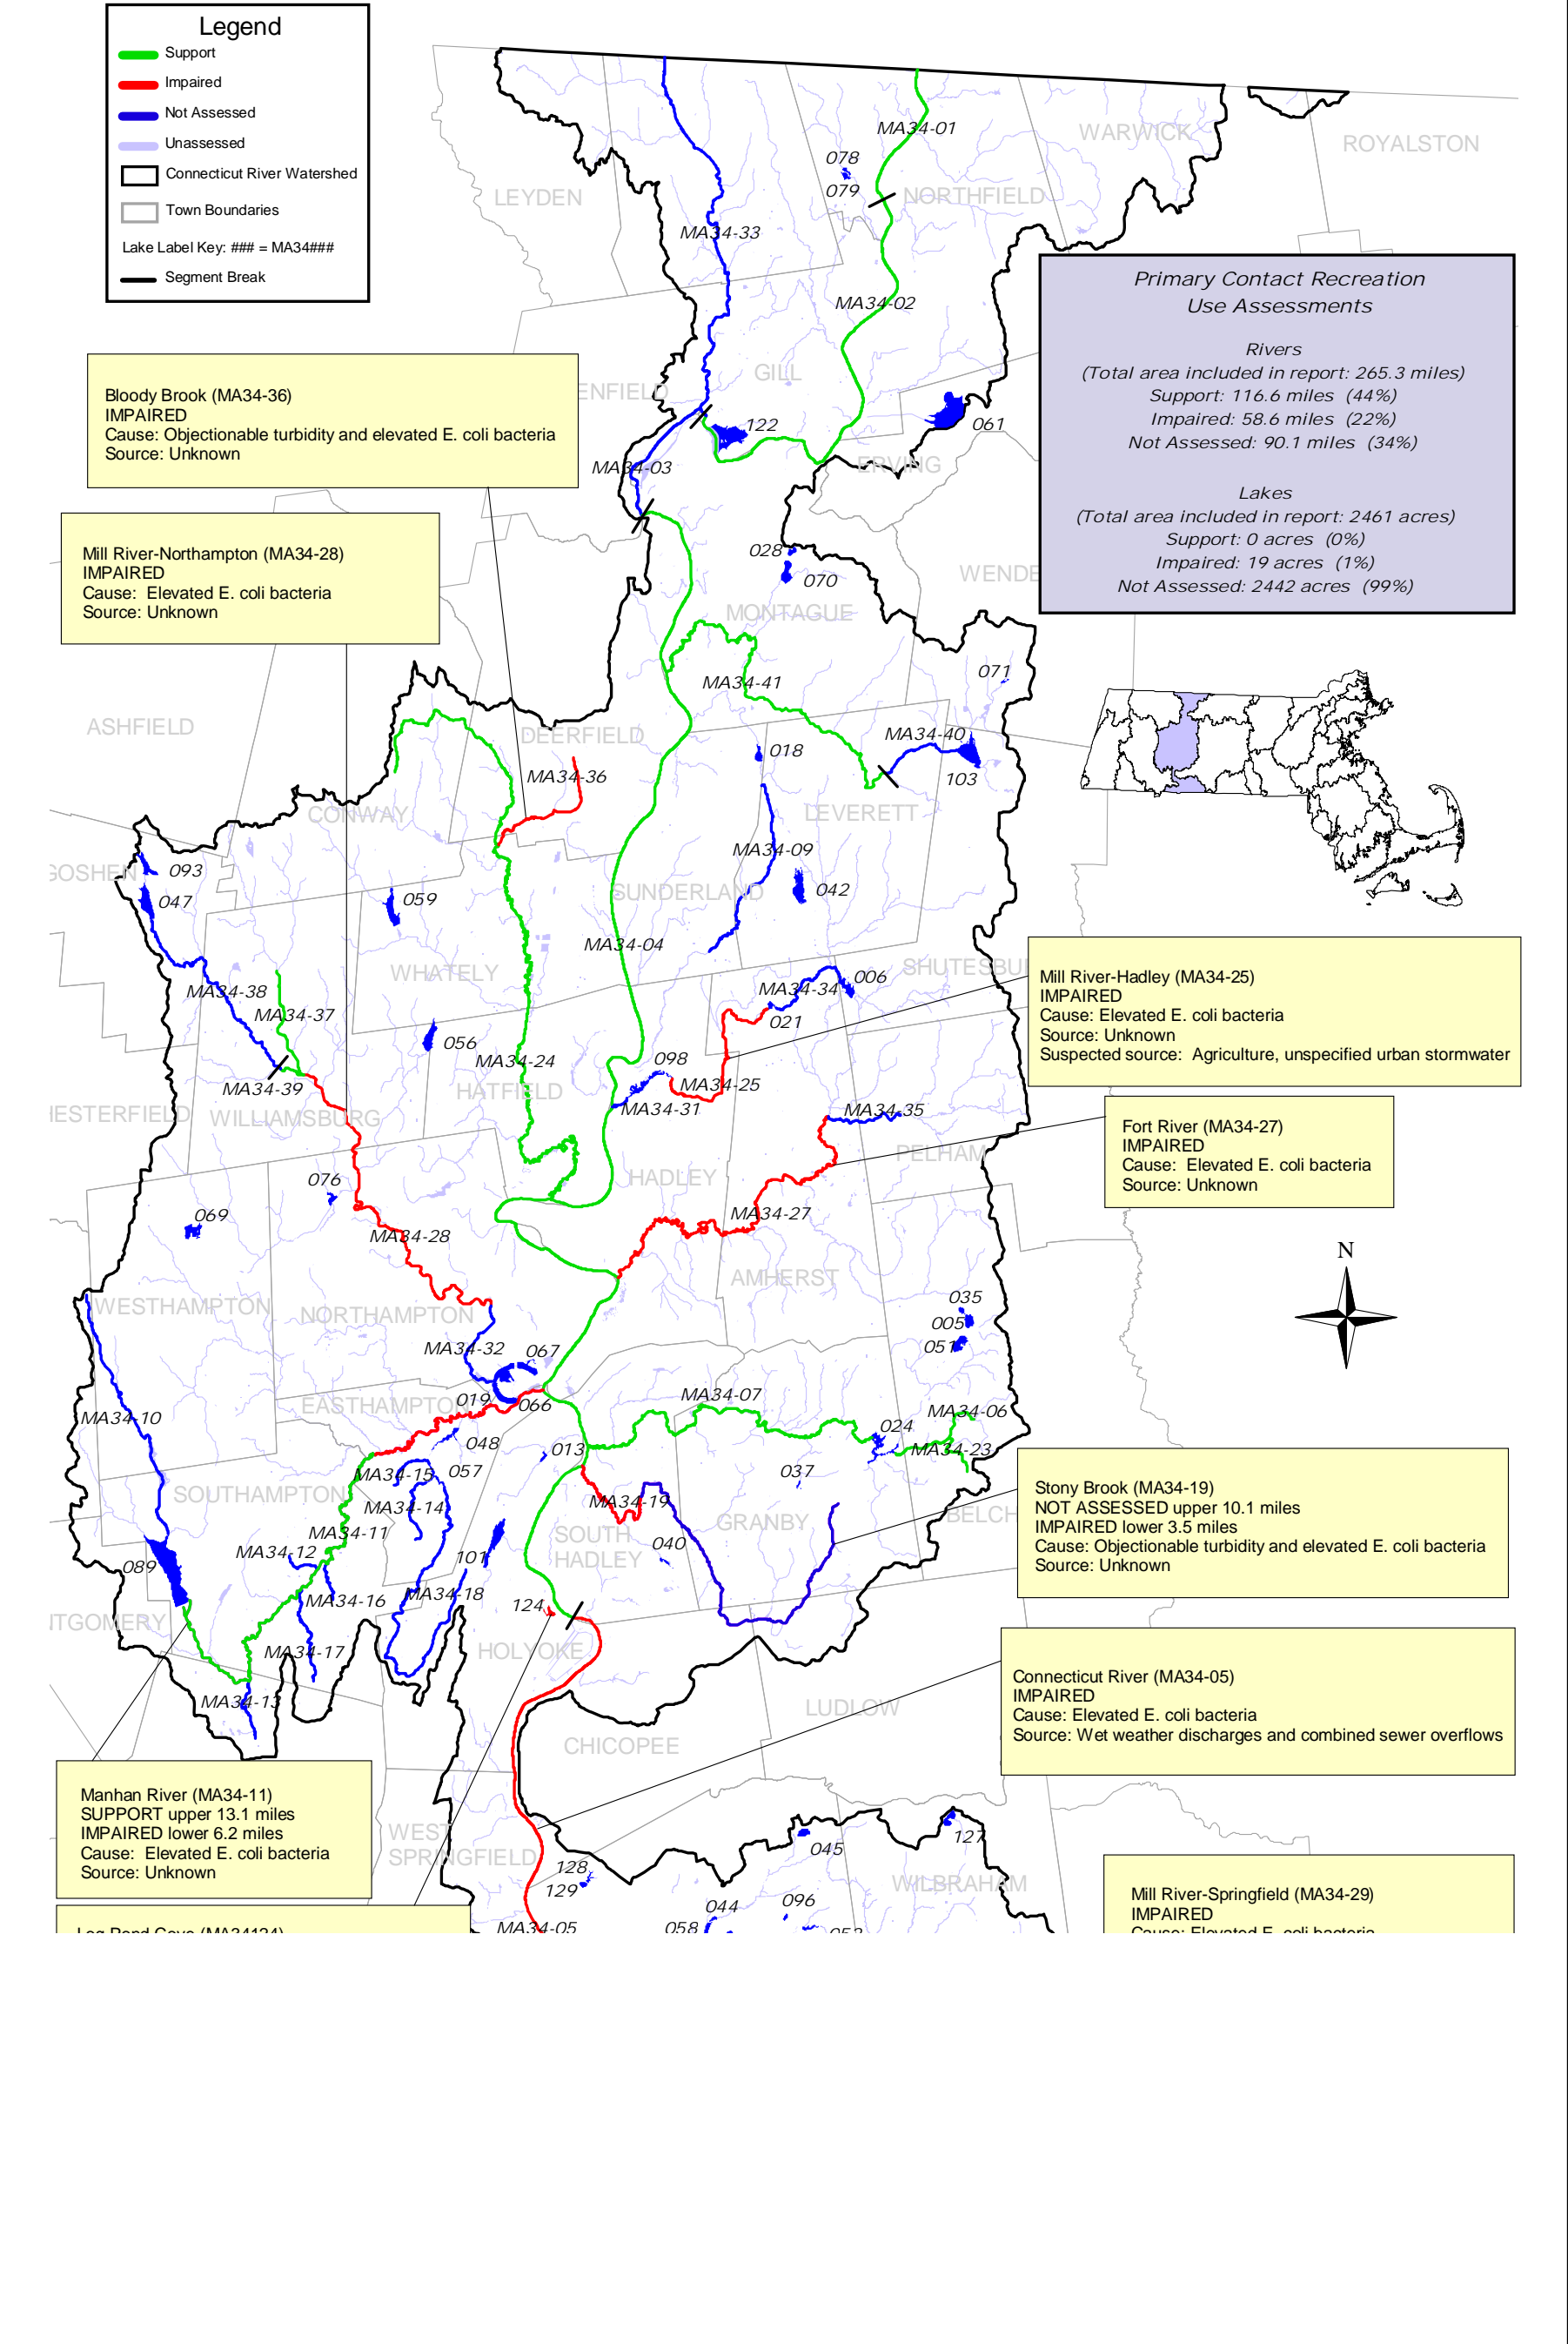 Legend
Support
Impaired
Not Assessed
Unassessed
Connecticut River Watershed
Town Boundaries
Lake Label Key: ### = MA34###
Segment Break
MA34-01
WARWICK
ROYALSTON
078
079
NORTHFIELD
LEYDEN
MA34-33
MA34-02
Primary Contact Recreation
Use Assessments
Rivers
(Total area included in report: 265.3 miles)
Support: 116.6 miles (44%)
Impaired: 58.6 miles (22%)
Not Assessed: 90.1 miles (34%)
Lakes
(Total area included in report: 2461 acres)
Support: 0 acres (0%)
Impaired: 19 acres (1%)
Not Assessed: 2442 acres (99%)
Bloody Brook (MA34-36)
IMPAIRED
Cause: Objectionable turbidity and elevated E. coli bacteria
Source: Unknown
ENFIELD
GILL
122
061
MA34-03
ERVING
Mill River-Northampton (MA34-28)
IMPAIRED
Cause: Elevated E. coli bacteria
Source: Unknown
028
070
WENDE
MONTAGUE
071
MA34-41
ASHFIELD
DEERFIELD
MA34-40
018
103
MA34-36
CONWAY
LEVERETT
MA34-09
GOSHEN
093
047
059
SUNDERLAND
042
MA34-04
WHATELY
SHUTESBU
006
MA34-34
021
MA34-38
MA34-37
Mill River-Hadley (MA34-25)
IMPAIRED
Cause: Elevated E. coli bacteria
Source: Unknown
Suspected source: Agriculture, unspecified urban stormwater
056
MA34-24
098
MA34-25
MA34-39
HATFIELD
MA34-31
MA34-35
HESTERFIELD
WILLIAMSBURG
Fort River (MA34-27)
IMPAIRED
Cause: Elevated E. coli bacteria
Source: Unknown
PELHAM
HADLEY
076
069
MA34-27
MA34-28
N
AMHERST
WESTHAMPTON
NORTHAMPTON
035
005
051
MA34-32
067
019
066
EASTHAMPTON
MA34-07
MA34-10
MA34-06
024
MA34-23
048
013
057
MA34-15
037
SOUTHAMPTON
MA34-14
MA34-19
Stony Brook (MA34-19)
NOT ASSESSED upper 10.1 miles
IMPAIRED lower 3.5 miles
Cause: Objectionable turbidity and elevated E. coli bacteria
Source: Unknown
MA34-11
SOUTH
HADLEY
GRANBY
BELCH
MA34-12
040
101
089
MA34-16
MA34-18
124
TGOMERY
MA34-17
HOLYOKE
MA34-13
LUDLOW
CHICOPEE
Connecticut River (MA34-05)
IMPAIRED
Cause: Elevated E. coli bacteria
Source: Wet weather discharges and combined sewer overflows
Manhan River (MA34-11)
SUPPORT upper 13.1 miles
IMPAIRED lower 6.2 miles
Cause: Elevated E. coli bacteria
Source: Unknown
WEST
SPRINGFIELD
045
127
128
129
WILBRAHAM
044
096
058
MA34-05
Mill River-Springfield (MA34-29)
IMPAIRED
Cause: Elevated E. coli bacteria